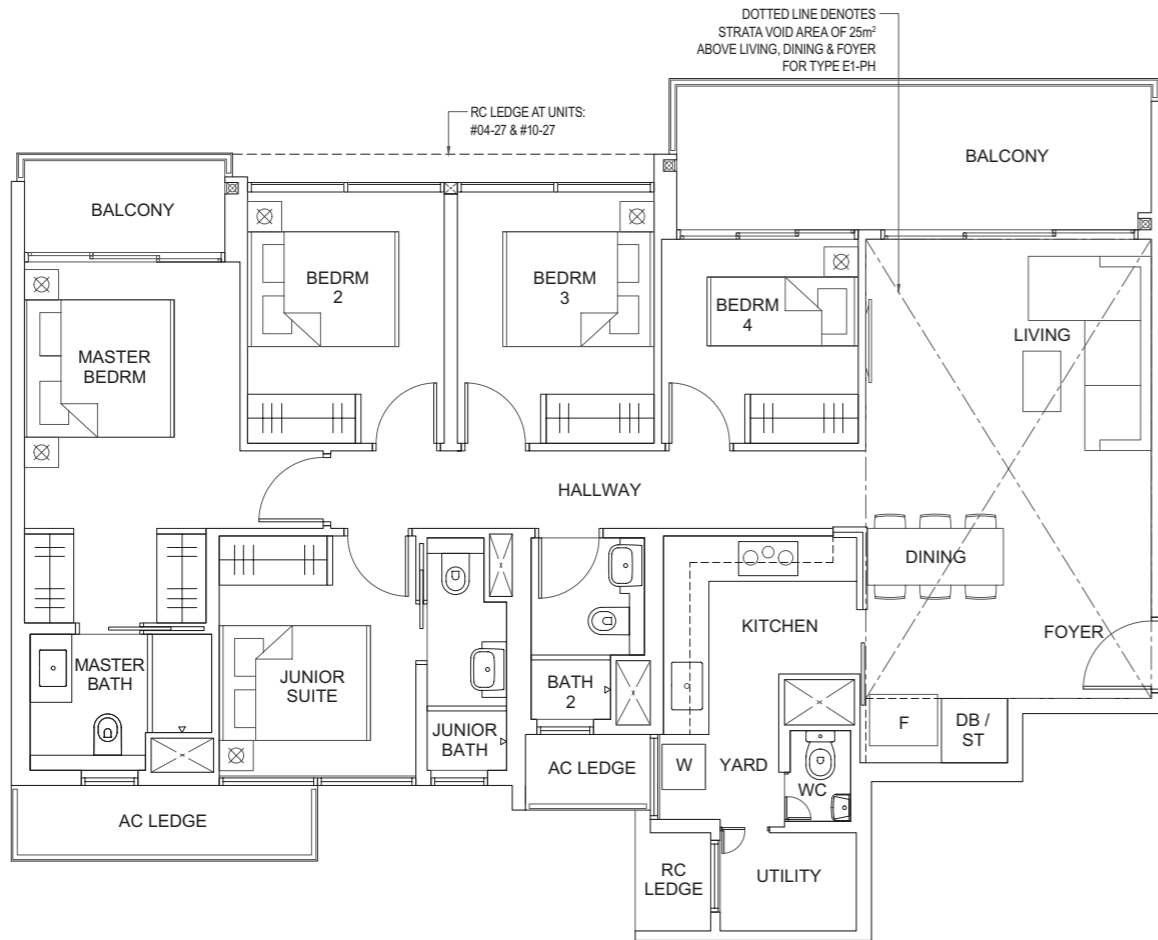 DOTTED LINE DENOTES
STRATA VOID AREA OF 25m²
ABOVE LIVING, DINING & FOYER
FOR TYPE E1-PH
RC LEDGE AT UNITS:
#04-27 & #10-27
BALCONY
BALCONY
BEDRM
2
BEDRM
3
BEDRM
4
LIVING
MASTER
BEDRM
HALLWAY
DINING
KITCHEN
FOYER
MASTER
BATH
JUNIOR
SUITE
BATH
2
JUNIOR
BATH
F
DB /
ST
AC LEDGE
W
YARD
WC
AC LEDGE
RC
LEDGE
UTILITY